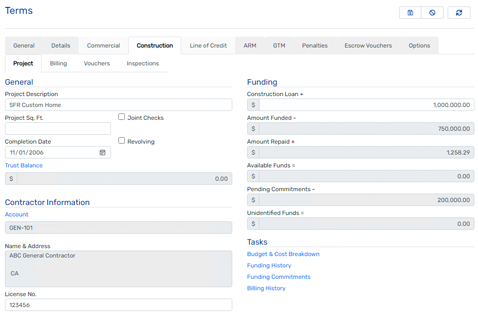 Terms
General Details Commercial Construction Line of Credit ARM GTM Penalties Escrow Vouchers Options
Project Billing Vouchers Inspections
General
Project Description
SFR Custom Home
Project Sq. Ft.
Joint Checks
Completion Date
Revolving
11/01/2006
Trust Balance
$ 0.00
Contractor Information
Account
GEN-101
Name & Address
ABC General Contractor
CA
License No.
123456
Funding
Construction Loan +
$ 1,000,000.00
Amount Funded -
$ 750,000.00
Amount Repaid +
$ 1,258.29
Available Funds =
$ 0.00
Pending Commitments -
$ 200,000.00
Unidentified Funds =
$ 0.00
Tasks
Budget & Cost Breakdown
Funding History
Funding Commitments
Billing History